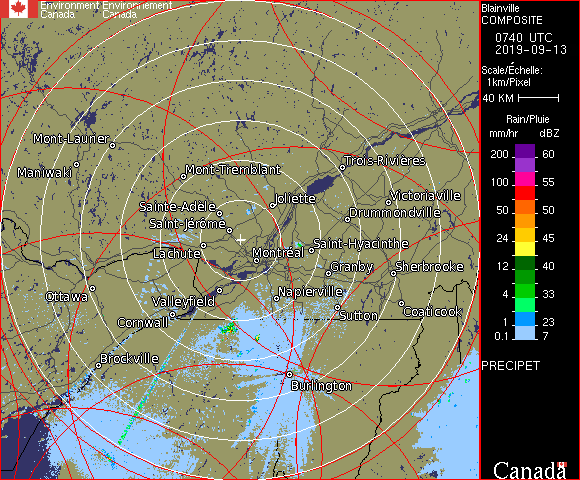 Environment Environnement
Canada Canada
Blainville
COMPOSITE
0740 UTC
2019-09-13
Scale/Échelle:
1km/Pixel
40 KM
Rain/Pluie
mm/hr dBZ
200 60
150 57
100 55
50 50
24 45
12 40
4 33
1 23
0.1 7
PRECIPET
Canada
Mont-Laurier
Maniwaki
Mont-Tremblant
Trois-Rivières
Joliette
Victoriaville
Sainte-Adèle
Drummondville
Saint-Jérôme
Saint-Hyacinthe
Lachute
Montréal
Granby
Sherbrooke
Ottawa
Valleyfield
Napierville
Coaticook
Cornwall
Sutton
Brockville
Burlington